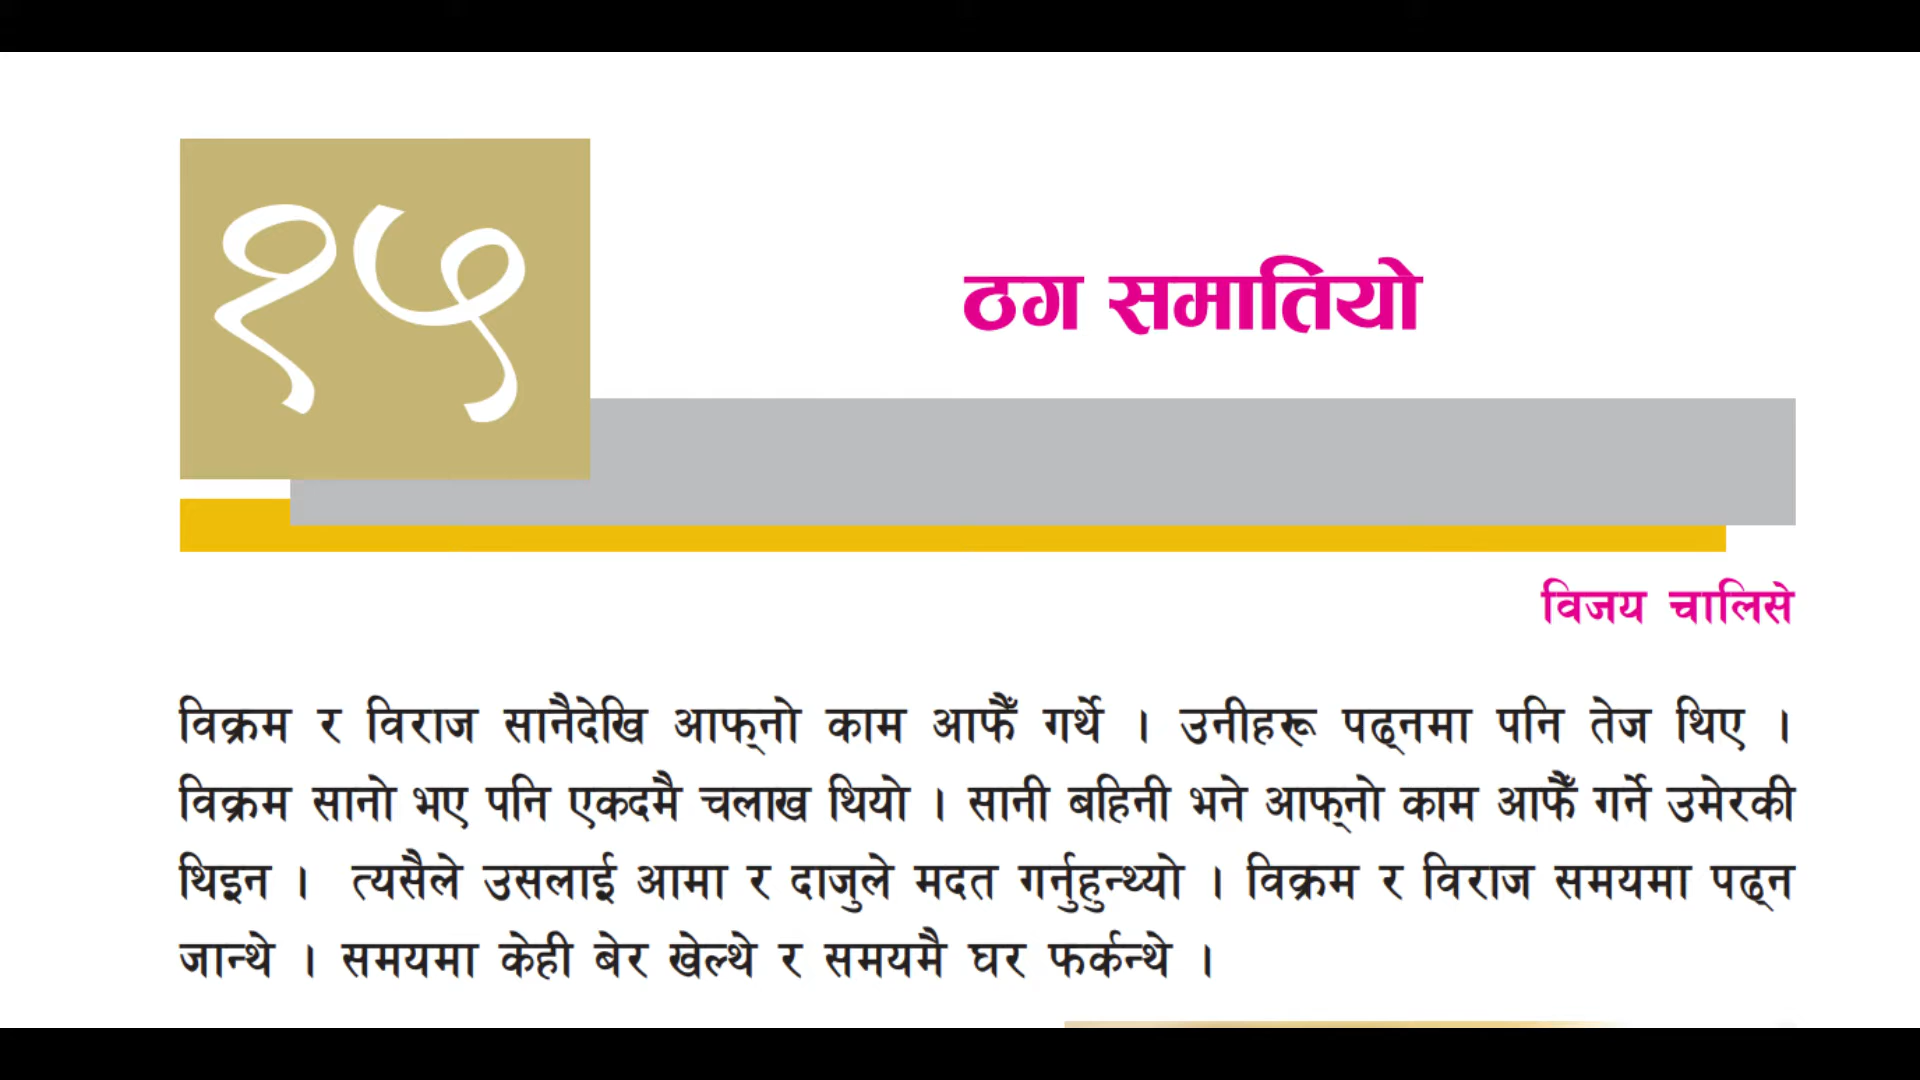 १५
ठग समातियो
विजय चालिसे
विक्रम र विराज सानैदेखि आफ्‌नो काम आफैँ गर्थे । उनीहरू पढ्‌नमा पनि तेज थिए ।
विक्रम सानो भए पनि एकदमै चलाख थियो । सानी बहिनी भने आफ्‌नो काम आफैँ गर्ने उमेरकी
थिइन । त्यसैले उसलाई आमा र दाजुले मदत गर्नुहुन्थ्यो । विक्रम र विराज समयमा पढ्‌न
जान्थे । समयमा केही बेर खेल्थे र समयमै घर फर्कन्थे ।